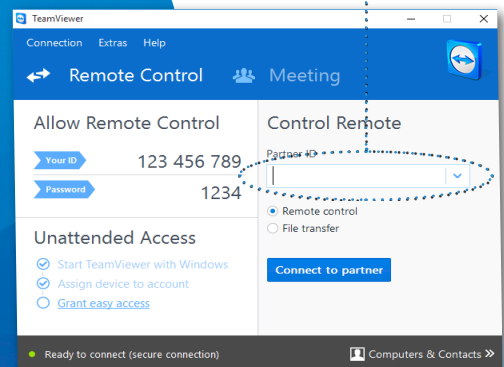 TeamViewer
Connection Extras Help
Remote Control Meeting
Allow Remote Control
Your ID 123 456 789
Password 1234
Unattended Access
Start TeamViewer with Windows
Assign device to account
Grant easy access
Control Remote
Partner ID
Remote control
File transfer
Connect to partner
Ready to connect (secure connection) Computers & Contacts